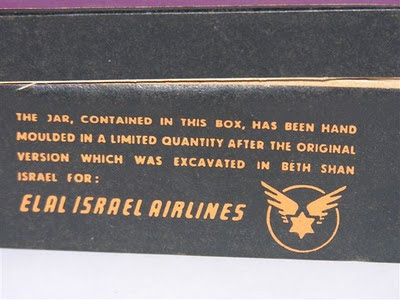 THE JAR, CONTAINED IN THIS BOX, HAS BEEN HAND
MOULDED IN A LIMITED QUANTITY AFTER THE ORIGINAL
VERSION WHICH WAS EXCAVATED IN BETH SHAN
ISRAEL FOR:
ELAL ISRAEL AIRLINES